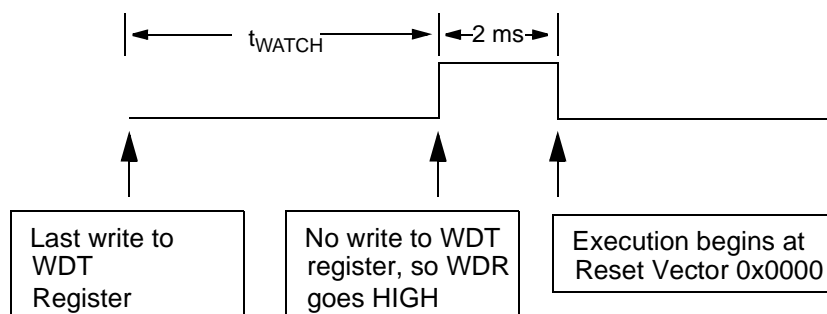 tWATCH
2 ms
Last write to
WDT
Register
No write to WDT
register, so WDR
goes HIGH
Execution begins at
Reset Vector 0x0000